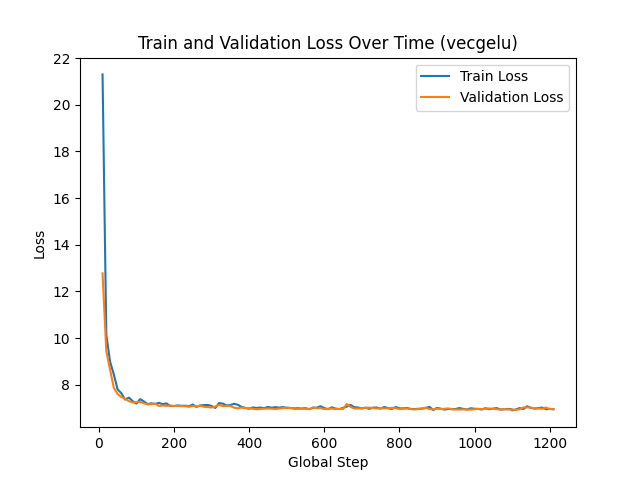 Train and Validation Loss Over Time (vecgelu)
22
20
18
16
14
12
10
8
Loss
Train Loss
Validation Loss
0 200 400 600 800 1000 1200
Global Step